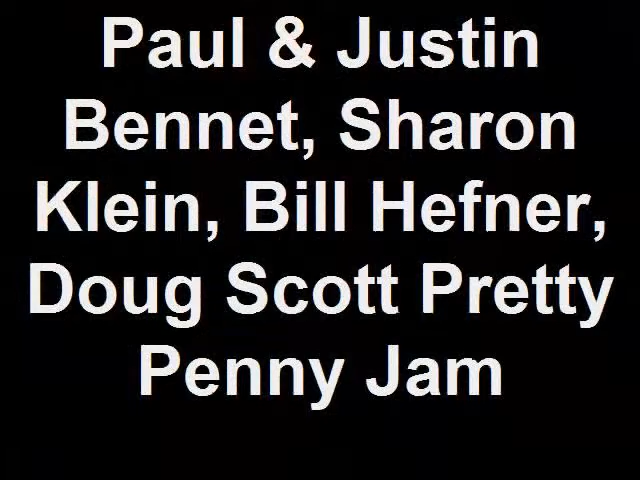 Paul & Justin
Bennet, Sharon
Klein, Bill Hefner,
Doug Scott Pretty
Penny Jam